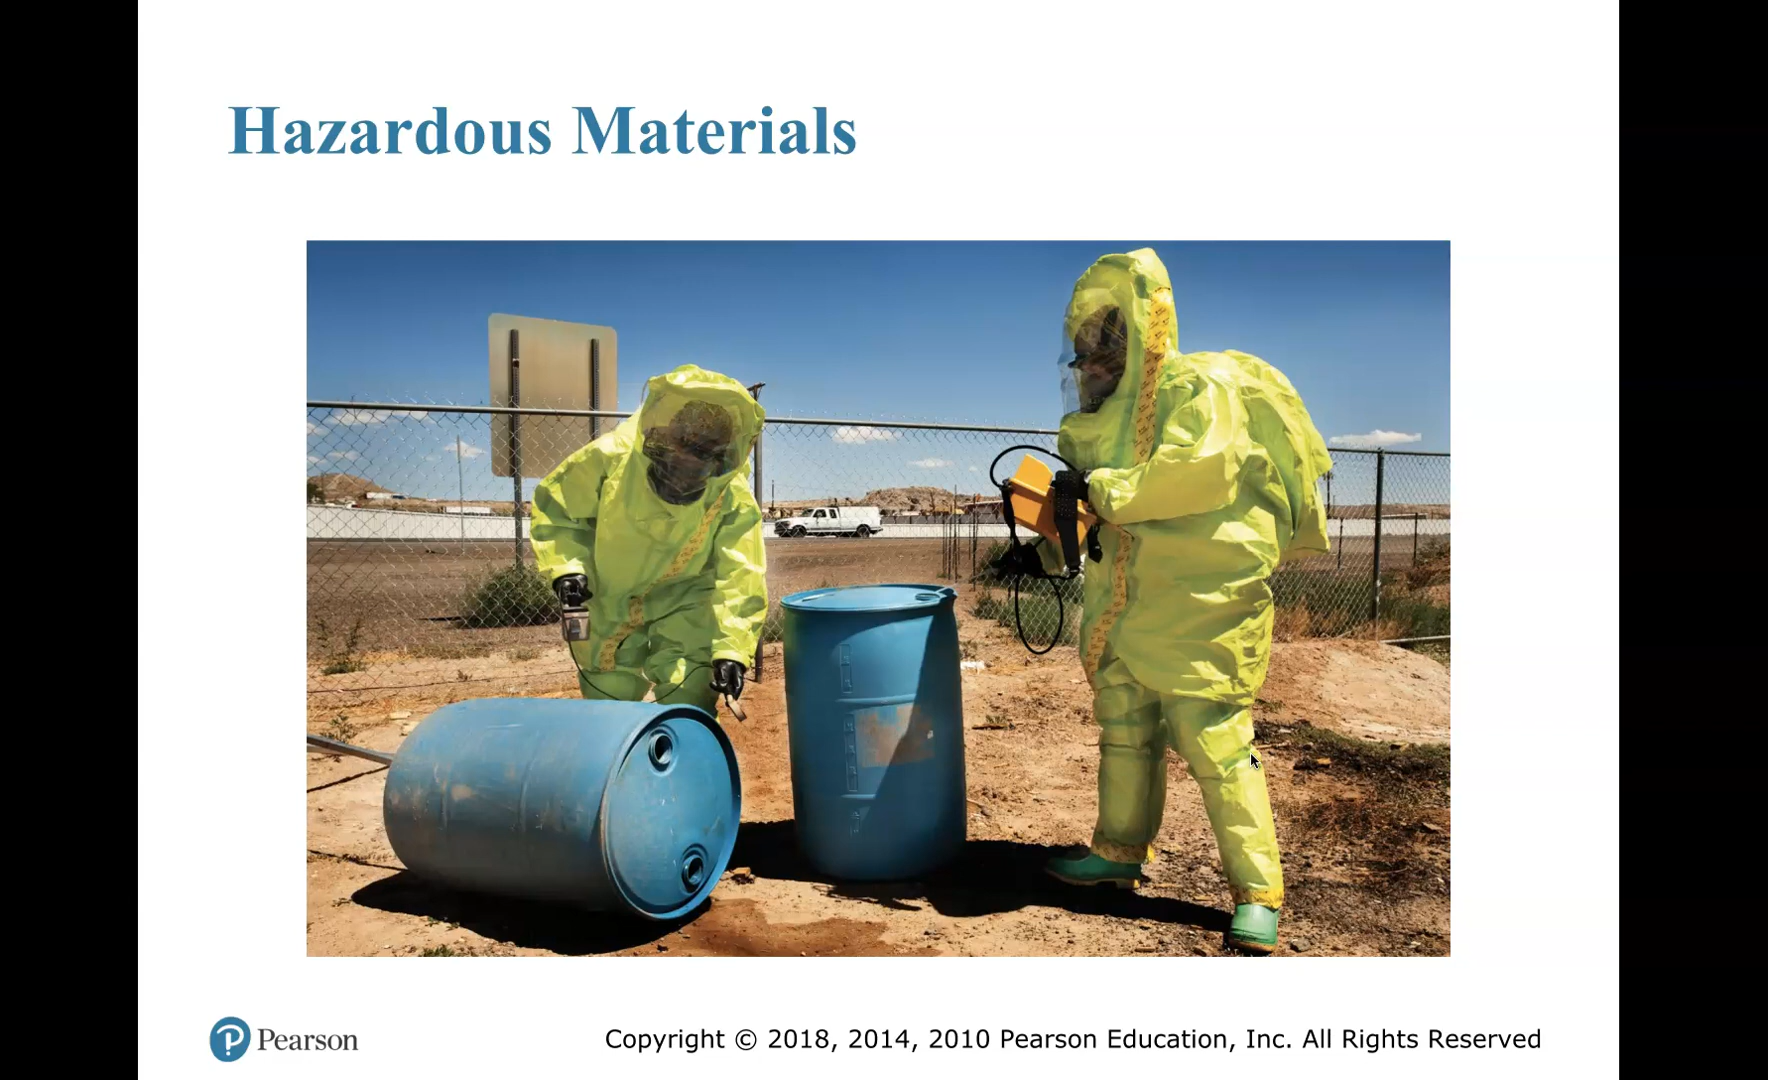 Hazardous Materials
Pearson
Copyright © 2018, 2014, 2010 Pearson Education, Inc. All Rights Reserved